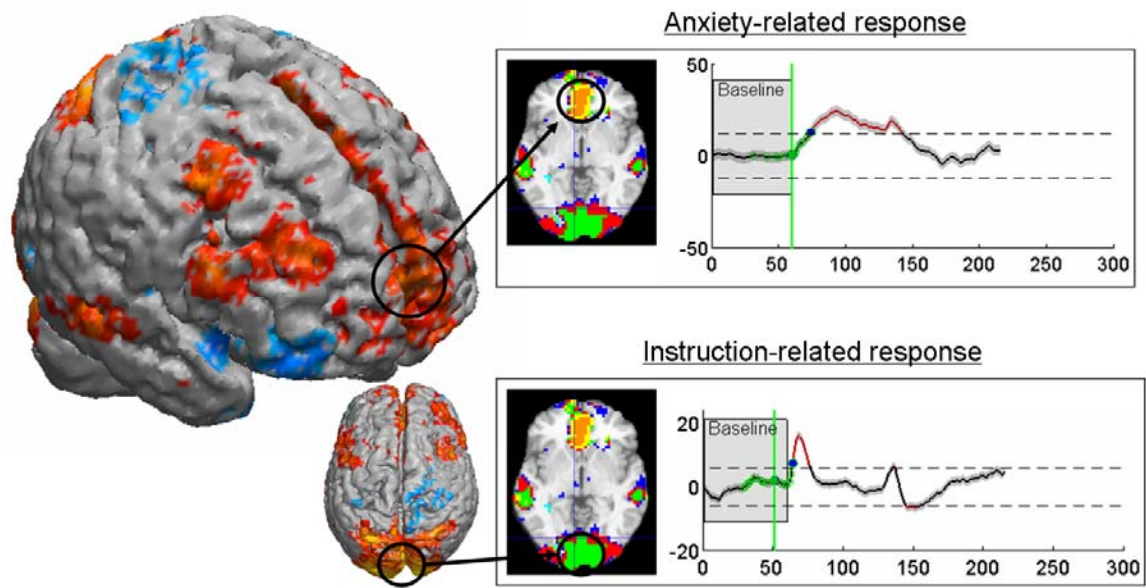 Anxiety-related response
50
Baseline
0
-50
0 50 100 150 200 250 300
Instruction-related response
20
Baseline
0
-20
0 50 100 150 200 250 300